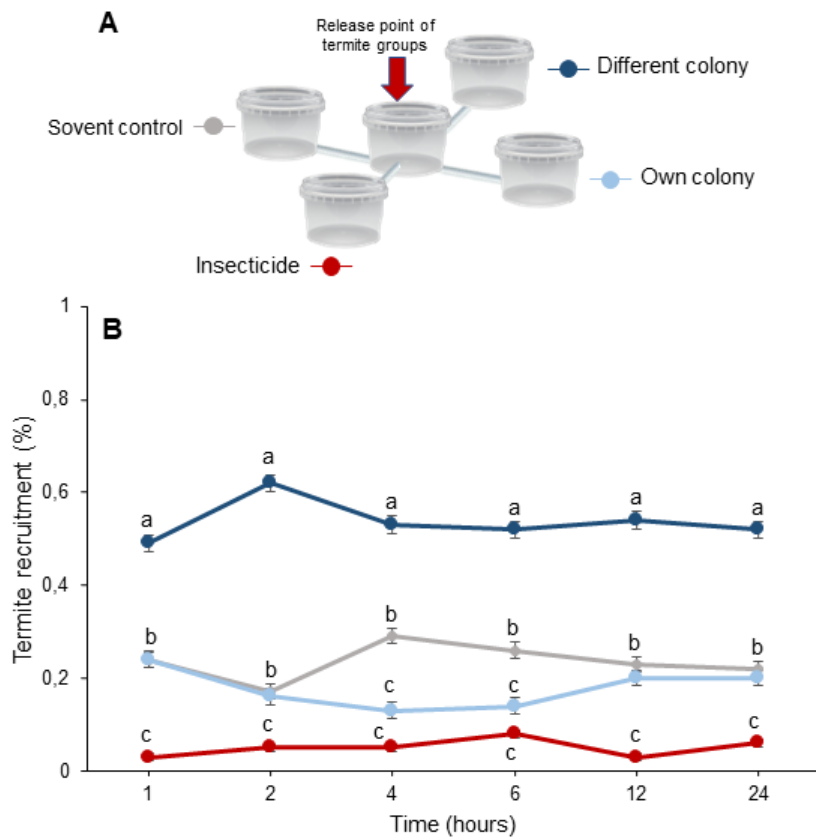 A
Release point of
termite groups
Different colony
Sovent control
Own colony
Insecticide
B
Termite recruitment (%)
1
0,8
0,6
0,4
0,2
0
a
a
a
a
a
a
b
b
b
b
b
b
c
c
c
c
c
c
c
c
1
2
4
6
12
24
Time (hours)